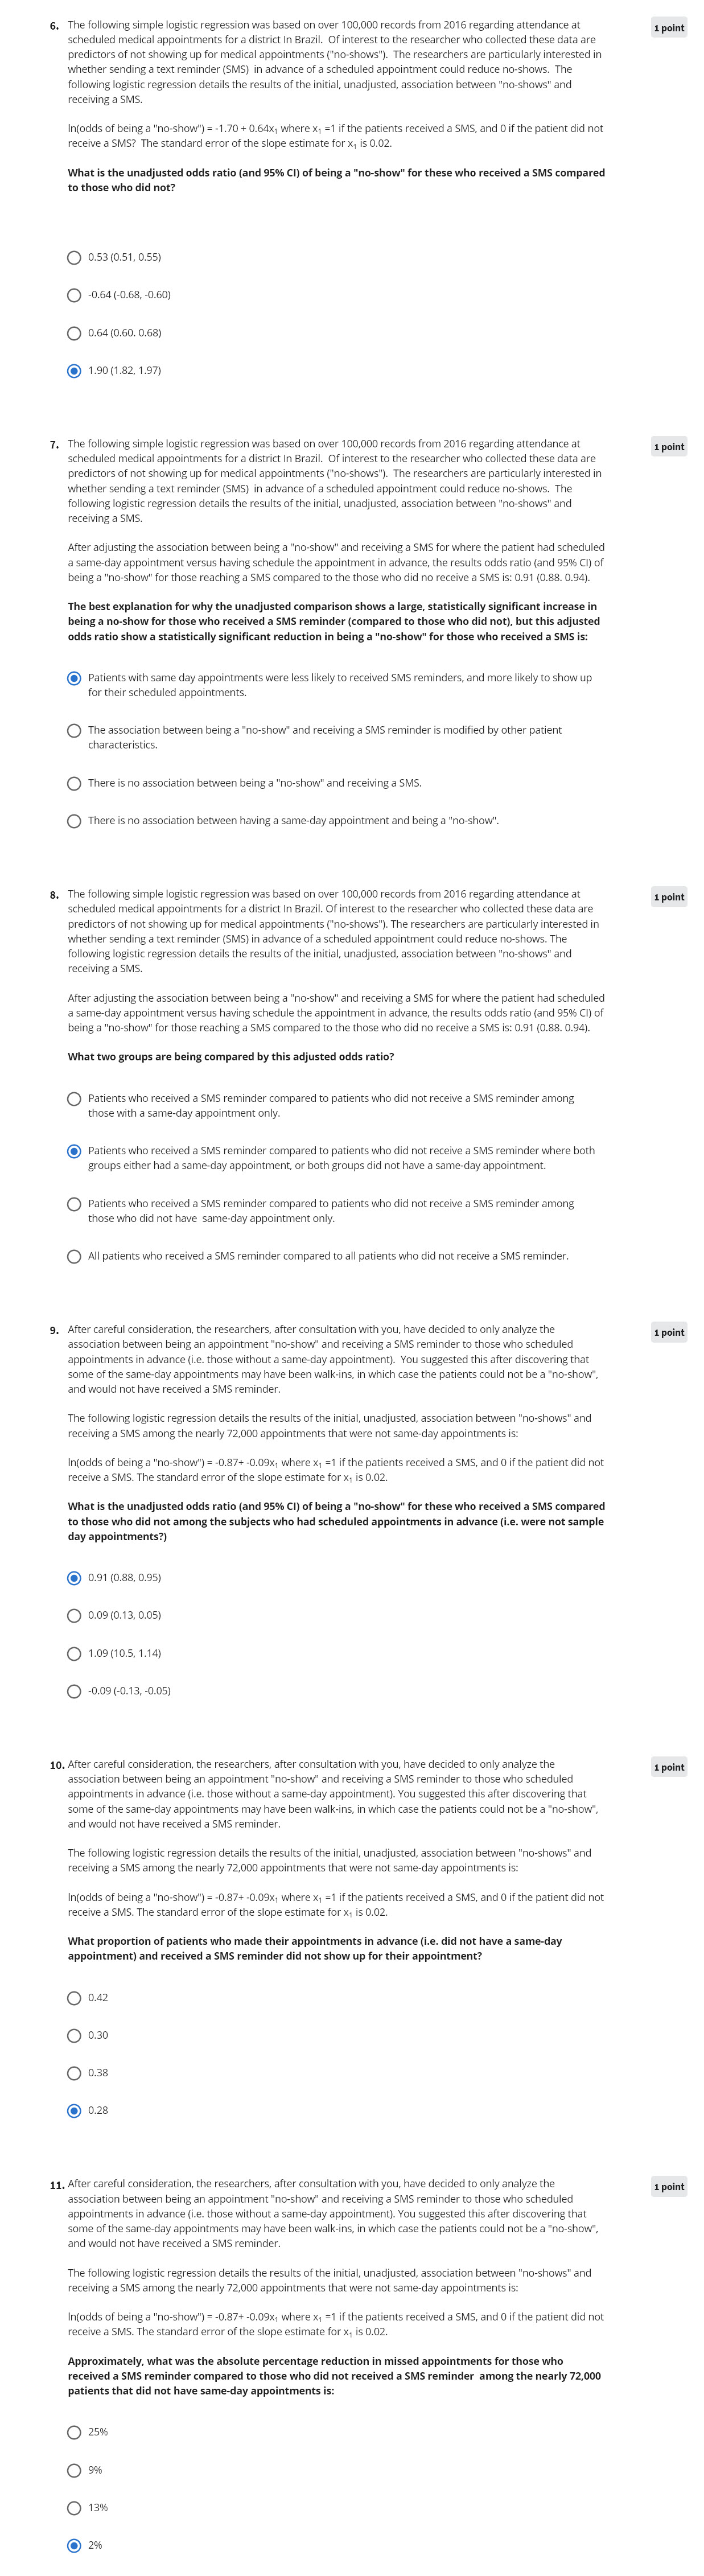 6. The following simple logistic regression was based on over 100,000 records from 2016 regarding attendance at
1 point
scheduled medical appointments for a district In Brazil.  Of interest to the researcher who collected these data are
predictors of not showing up for medical appointments ("no-shows").  The researchers are particularly interested in
whether sending a text reminder (SMS)  in advance of a scheduled appointment could reduce no-shows.  The
following logistic regression details the results of the initial, unadjusted, association between "no-shows" and
receiving a SMS.
ln(odds of being a "no-show") = -1.70 + 0.64x₁ where x₁ =1 if the patients received a SMS, and 0 if the patient did not
receive a SMS?  The standard error of the slope estimate for x₁ is 0.02.
What is the unadjusted odds ratio (and 95% CI) of being a "no-show" for these who received a SMS compared
to those who did not?
0.53 (0.51, 0.55)
-0.64 (-0.68, -0.60)
0.64 (0.60. 0.68)
1.90 (1.82, 1.97)
7. The following simple logistic regression was based on over 100,000 records from 2016 regarding attendance at
1 point
scheduled medical appointments for a district In Brazil.  Of interest to the researcher who collected these data are
predictors of not showing up for medical appointments ("no-shows").  The researchers are particularly interested in
whether sending a text reminder (SMS)  in advance of a scheduled appointment could reduce no-shows.  The
following logistic regression details the results of the initial, unadjusted, association between "no-shows" and
receiving a SMS.
After adjusting the association between being a "no-show" and receiving a SMS for where the patient had scheduled
a same-day appointment versus having schedule the appointment in advance, the results odds ratio (and 95% CI) of
being a "no-show" for those reaching a SMS compared to the those who did no receive a SMS is: 0.91 (0.88. 0.94).
The best explanation for why the unadjusted comparison shows a large, statistically significant increase in
being a no-show for those who received a SMS reminder (compared to those who did not), but this adjusted
odds ratio show a statistically significant reduction in being a "no-show" for those who received a SMS is:
Patients with same day appointments were less likely to received SMS reminders, and more likely to show up
for their scheduled appointments.
The association between being a "no-show" and receiving a SMS reminder is modified by other patient
characteristics.
There is no association between being a "no-show" and receiving a SMS.
There is no association between having a same-day appointment and being a "no-show".
8. The following simple logistic regression was based on over 100,000 records from 2016 regarding attendance at
1 point
scheduled medical appointments for a district In Brazil. Of interest to the researcher who collected these data are
predictors of not showing up for medical appointments ("no-shows"). The researchers are particularly interested in
whether sending a text reminder (SMS) in advance of a scheduled appointment could reduce no-shows. The
following logistic regression details the results of the initial, unadjusted, association between "no-shows" and
receiving a SMS.
After adjusting the association between being a "no-show" and receiving a SMS for where the patient had scheduled
a same-day appointment versus having schedule the appointment in advance, the results odds ratio (and 95% CI) of
being a "no-show" for those reaching a SMS compared to the those who did no receive a SMS is: 0.91 (0.88. 0.94).
What two groups are being compared by this adjusted odds ratio?
Patients who received a SMS reminder compared to patients who did not receive a SMS reminder among
those with a same-day appointment only.
Patients who received a SMS reminder compared to patients who did not receive a SMS reminder where both
groups either had a same-day appointment, or both groups did not have a same-day appointment.
Patients who received a SMS reminder compared to patients who did not receive a SMS reminder among
those who did not have  same-day appointment only.
All patients who received a SMS reminder compared to all patients who did not receive a SMS reminder.
9. After careful consideration, the researchers, after consultation with you, have decided to only analyze the
1 point
association between being an appointment "no-show" and receiving a SMS reminder to those who scheduled
appointments in advance (i.e. those without a same-day appointment).  You suggested this after discovering that
some of the same-day appointments may have been walk-ins, in which case the patients could not be a "no-show",
and would not have received a SMS reminder.
The following logistic regression details the results of the initial, unadjusted, association between "no-shows" and
receiving a SMS among the nearly 72,000 appointments that were not same-day appointments is:
ln(odds of being a "no-show") = -0.87+ -0.09x₁ where x₁ =1 if the patients received a SMS, and 0 if the patient did not
receive a SMS. The standard error of the slope estimate for x₁ is 0.02.
What is the unadjusted odds ratio (and 95% CI) of being a "no-show" for these who received a SMS compared
to those who did not among the subjects who had scheduled appointments in advance (i.e. were not sample
day appointments?)
0.91 (0.88, 0.95)
0.09 (0.13, 0.05)
1.09 (10.5, 1.14)
-0.09 (-0.13, -0.05)
10. After careful consideration, the researchers, after consultation with you, have decided to only analyze the
1 point
association between being an appointment "no-show" and receiving a SMS reminder to those who scheduled
appointments in advance (i.e. those without a same-day appointment). You suggested this after discovering that
some of the same-day appointments may have been walk-ins, in which case the patients could not be a "no-show",
and would not have received a SMS reminder.
The following logistic regression details the results of the initial, unadjusted, association between "no-shows" and
receiving a SMS among the nearly 72,000 appointments that were not same-day appointments is:
ln(odds of being a "no-show") = -0.87+ -0.09x₁ where x₁ =1 if the patients received a SMS, and 0 if the patient did not
receive a SMS. The standard error of the slope estimate for x₁ is 0.02.
What proportion of patients who made their appointments in advance (i.e. did not have a same-day
appointment) and received a SMS reminder did not show up for their appointment?
0.42
0.30
0.38
0.28
11. After careful consideration, the researchers, after consultation with you, have decided to only analyze the
1 point
association between being an appointment "no-show" and receiving a SMS reminder to those who scheduled
appointments in advance (i.e. those without a same-day appointment). You suggested this after discovering that
some of the same-day appointments may have been walk-ins, in which case the patients could not be a "no-show",
and would not have received a SMS reminder.
The following logistic regression details the results of the initial, unadjusted, association between "no-shows" and
receiving a SMS among the nearly 72,000 appointments that were not same-day appointments is:
ln(odds of being a "no-show") = -0.87+ -0.09x₁ where x₁ =1 if the patients received a SMS, and 0 if the patient did not
receive a SMS. The standard error of the slope estimate for x₁ is 0.02.
Approximately, what was the absolute percentage reduction in missed appointments for those who
received a SMS reminder compared to those who did not received a SMS reminder  among the nearly 72,000
patients that did not have same-day appointments is:
25%
9%
13%
2%